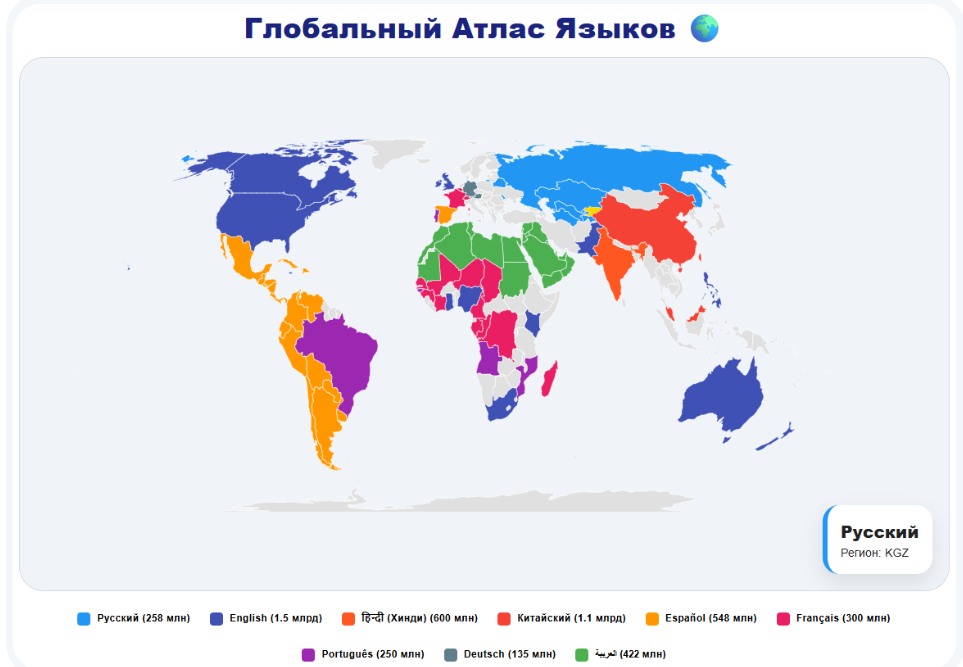 Глобальный Атлас Языков
Русский
Регион: KGZ
Русский (258 млн) English (1.5 млрд) हिन्दी (Хинди) (600 млн) Китайский (1.1 млрд) Español (548 млн) Français (300 млн)
Português (250 млн) Deutsch (135 млн) العربية (422 млн)